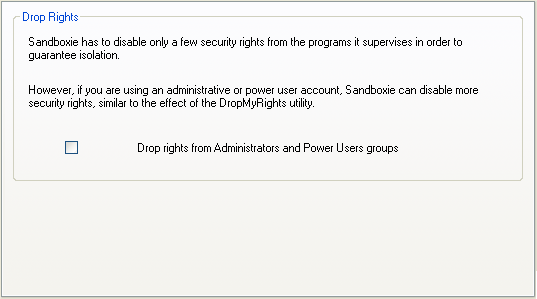 Drop Rights
Sandboxie has to disable only a few security rights from the programs it supervises in order to
guarantee isolation.
However, if you are using an administrative or power user account, Sandboxie can disable more
security rights, similar to the effect of the DropMyRights utility.
Drop rights from Administrators and Power Users groups